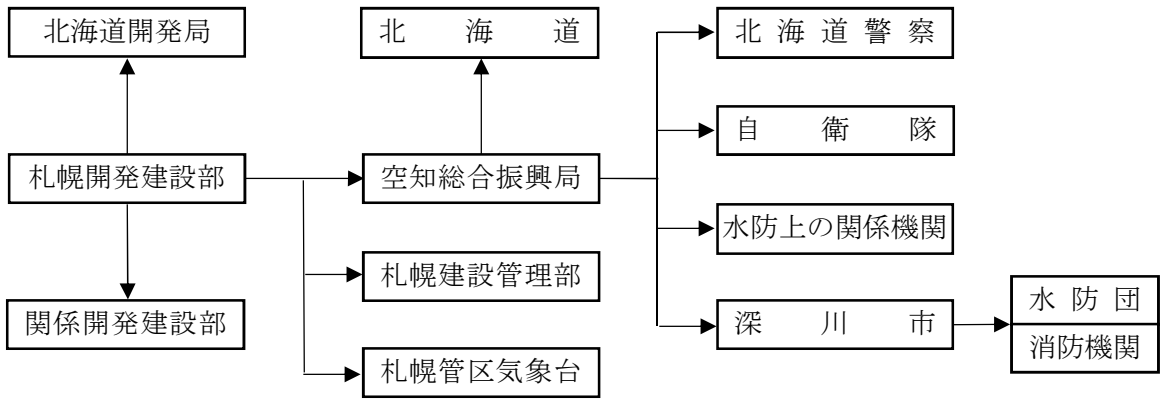 北海道開発局
北海道
北海道警察
自衛隊
札幌開発建設部
空知総合振興局
水防上の関係機関
札幌建設管理部
関係開発建設部
深川市
水防団
消防機関
札幌管区気象台